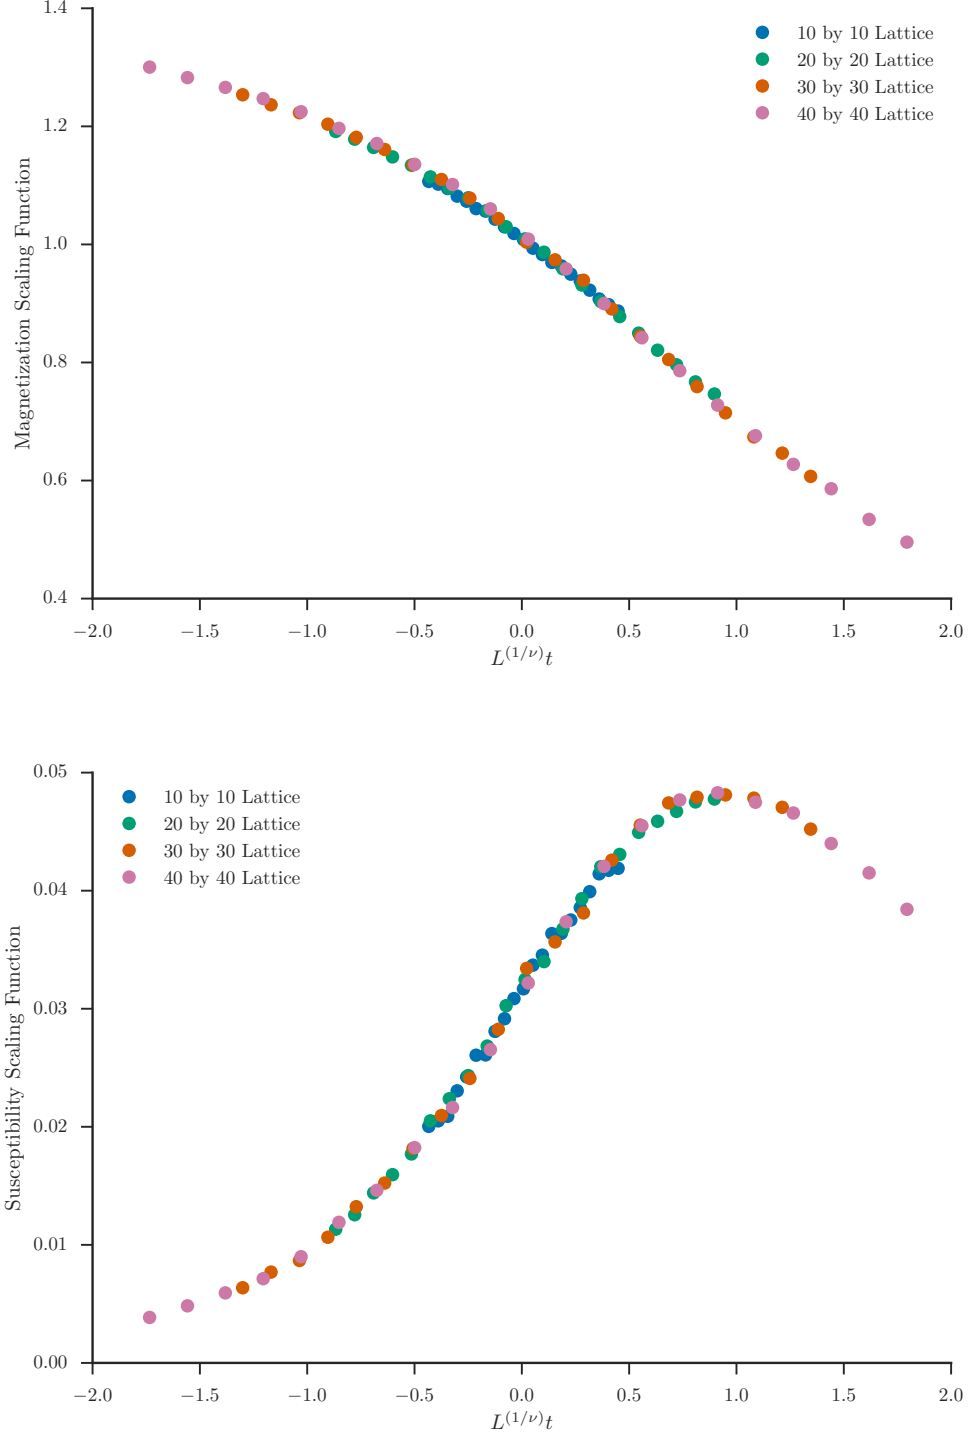 1.4
1.3
1.2
1.0
0.8
0.6
0.4
Magnetization Scaling Function
10 by 10 Lattice
20 by 20 Lattice
30 by 30 Lattice
40 by 40 Lattice
−2.0 −1.5 −1.0 −0.5 0.0 0.5 1.0 1.5 2.0
L^(1/ν)t
0.05
0.04
0.03
0.02
0.01
0.00
Susceptibility Scaling Function
10 by 10 Lattice
20 by 20 Lattice
30 by 30 Lattice
40 by 40 Lattice
−2.0 −1.5 −1.0 −0.5 0.0 0.5 1.0 1.5 2.0
L^(1/ν)t